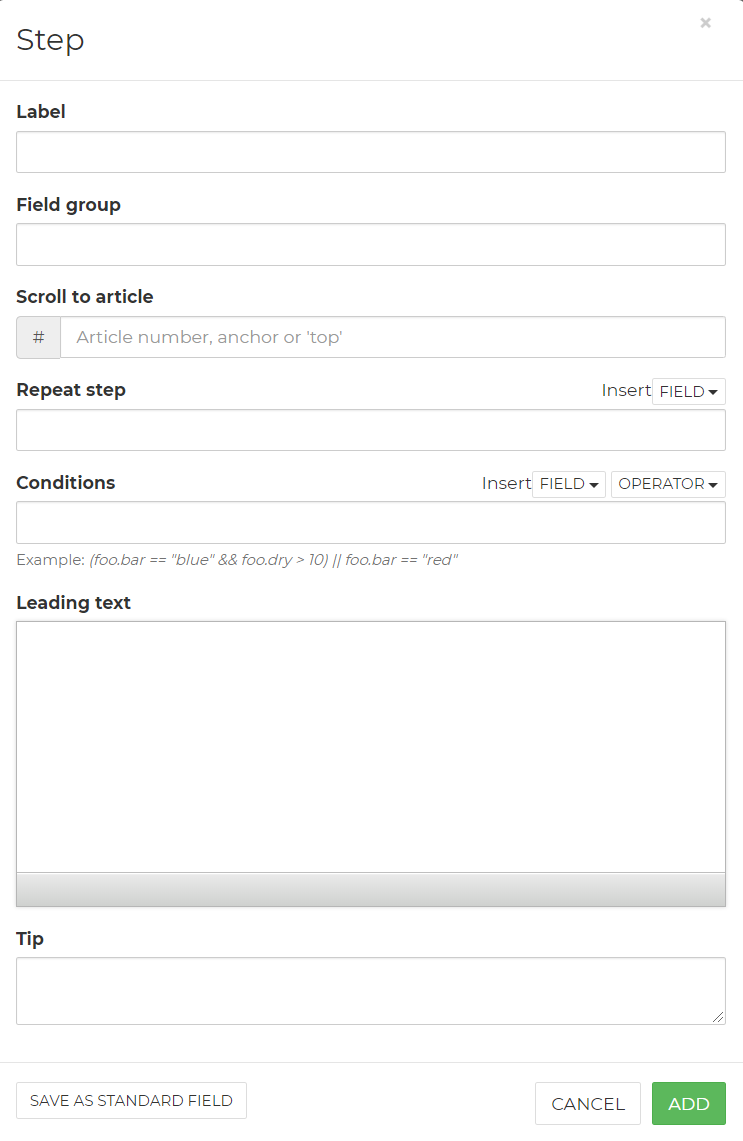 Step
×
Label
Field group
Scroll to article
# Article number, anchor or 'top'
Repeat step Insert FIELD
Conditions Insert FIELD OPERATOR
Example: (foo.bar == "blue" && foo.dry > 10) || foo.bar == "red"
Leading text
Tip
SAVE AS STANDARD FIELD CANCEL ADD